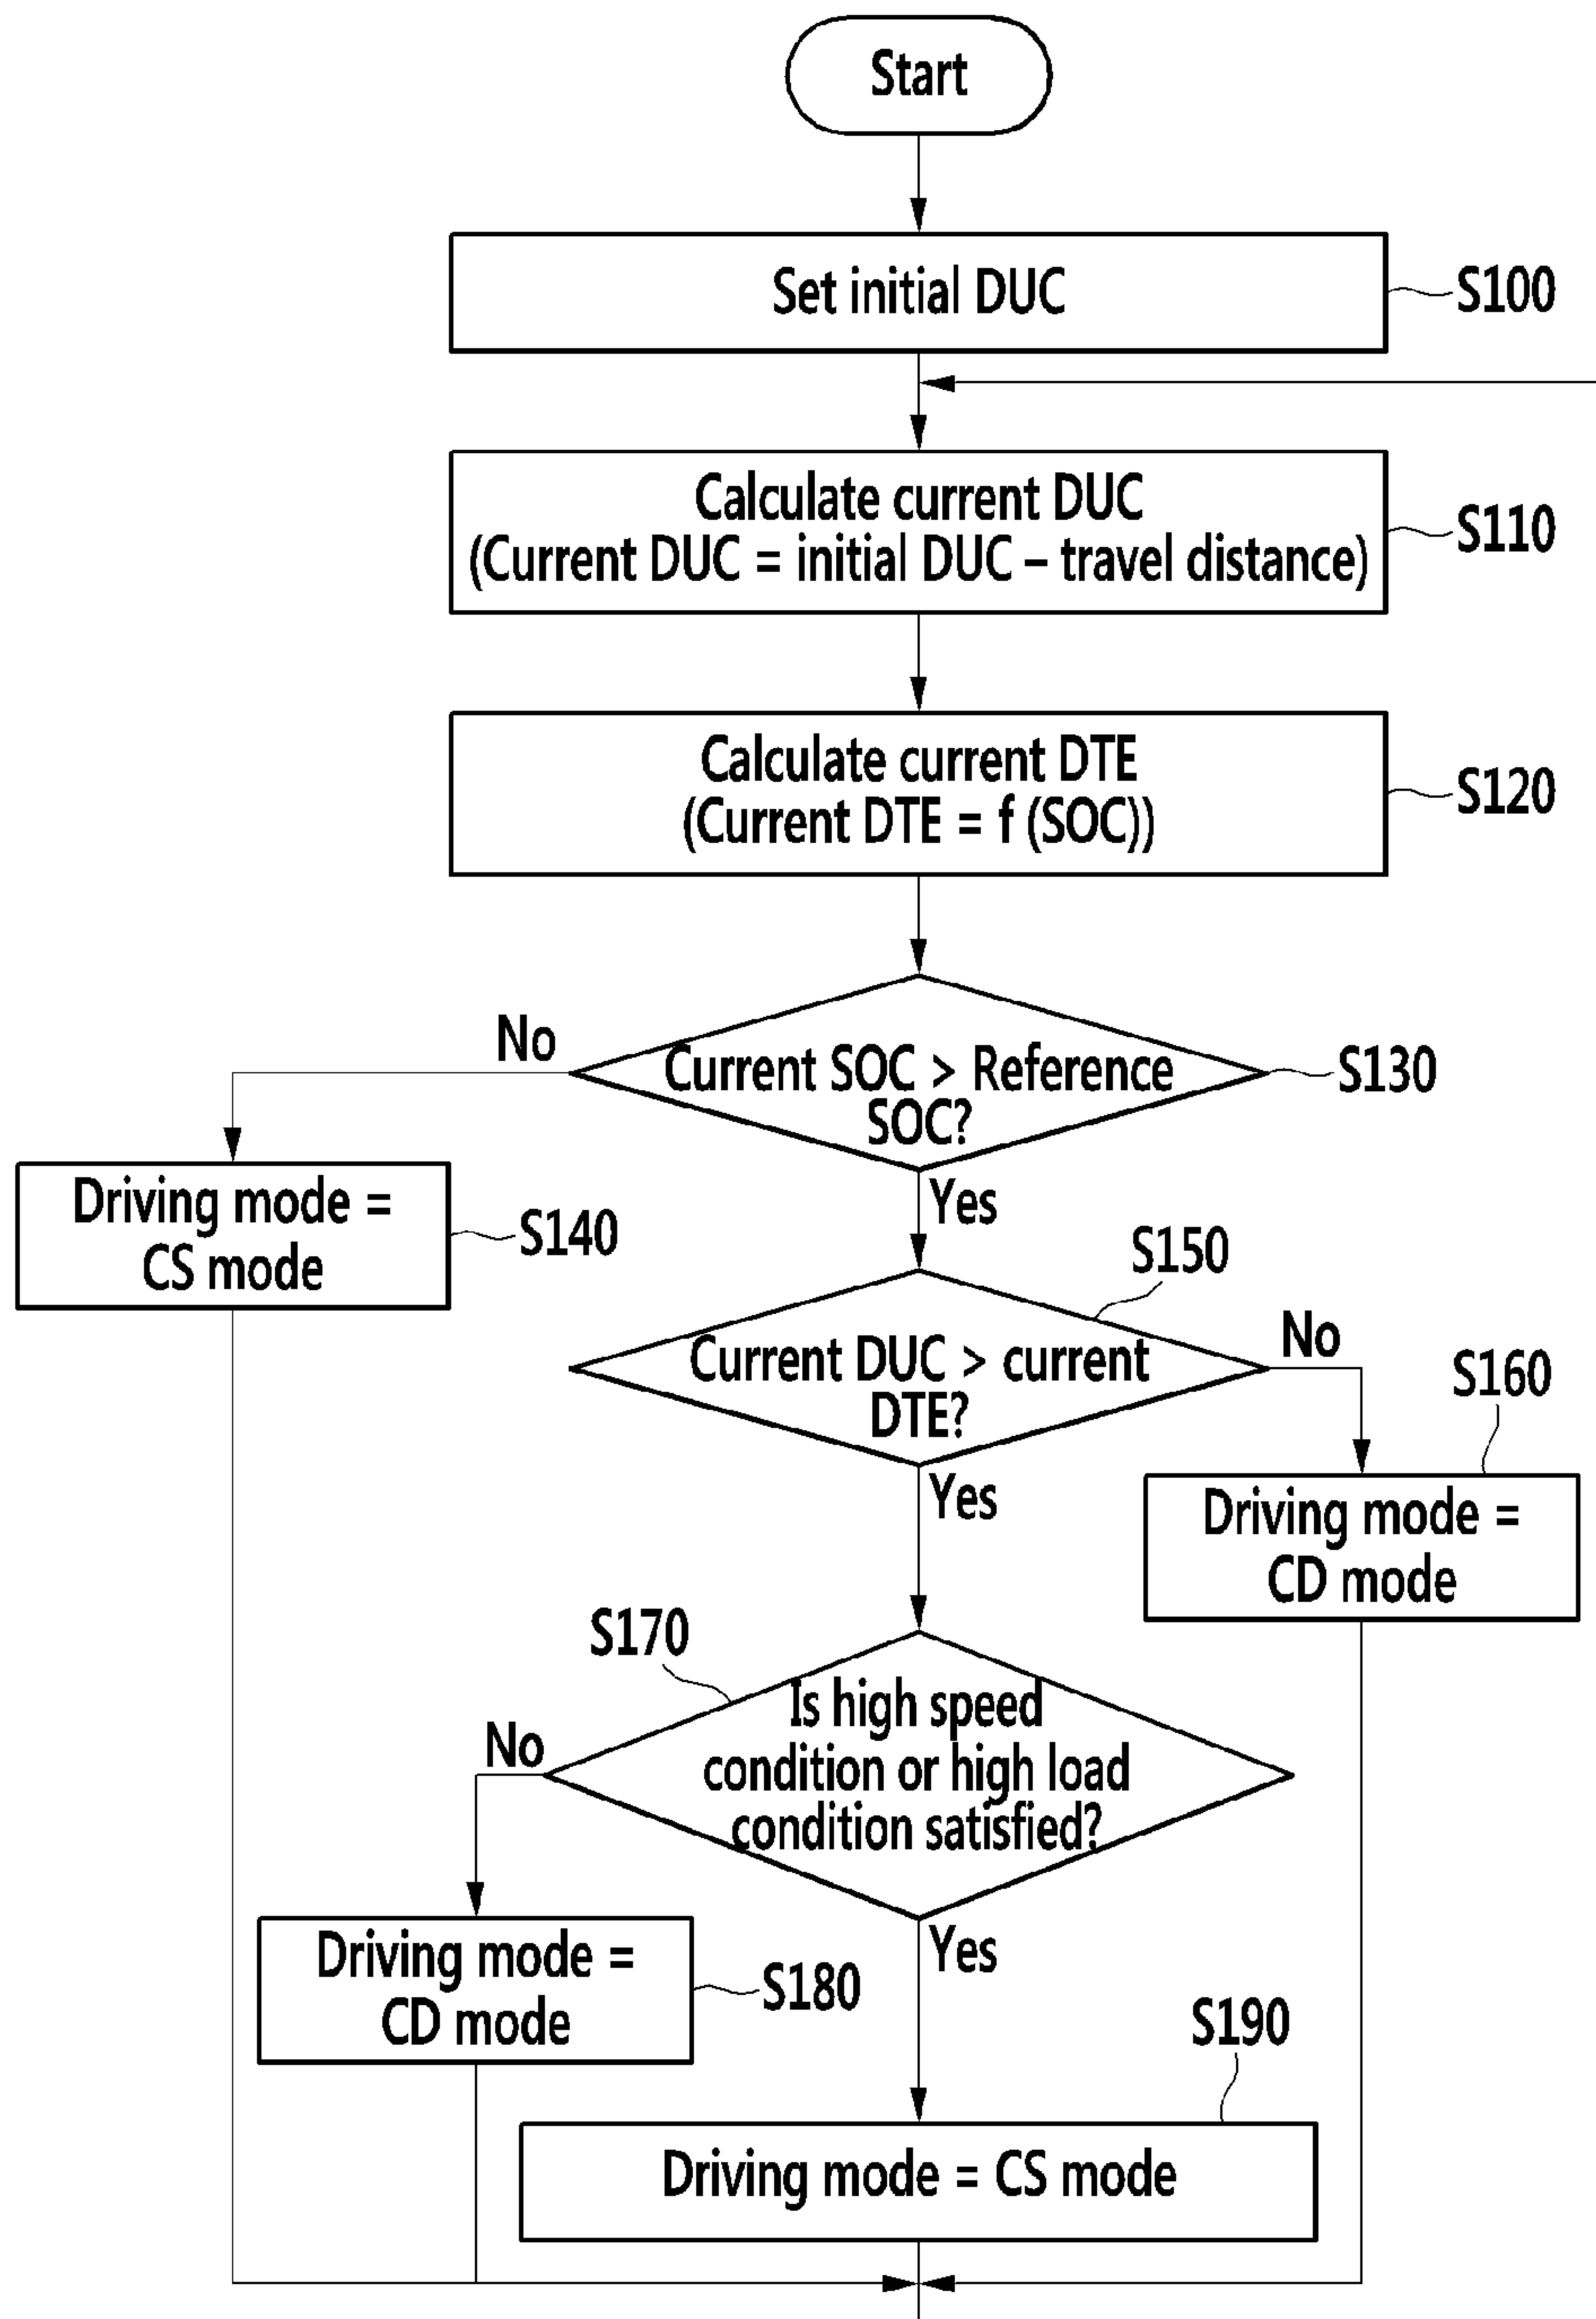 Start
Set initial DUC
S100
Calculate current DUC
(Current DUC = initial DUC – travel distance)
S110
Calculate current DTE
(Current DTE = f (SOC))
S120
No
Current SOC > Reference
SOC?
S130
Driving mode =
CS mode
S140
Yes
S150
Current DUC > current
DTE?
No
S160
Yes
Driving mode =
CD mode
S170
Is high speed
condition or high load
condition satisfied?
No
Driving mode =
CD mode
S180
Yes
S190
Driving mode = CS mode